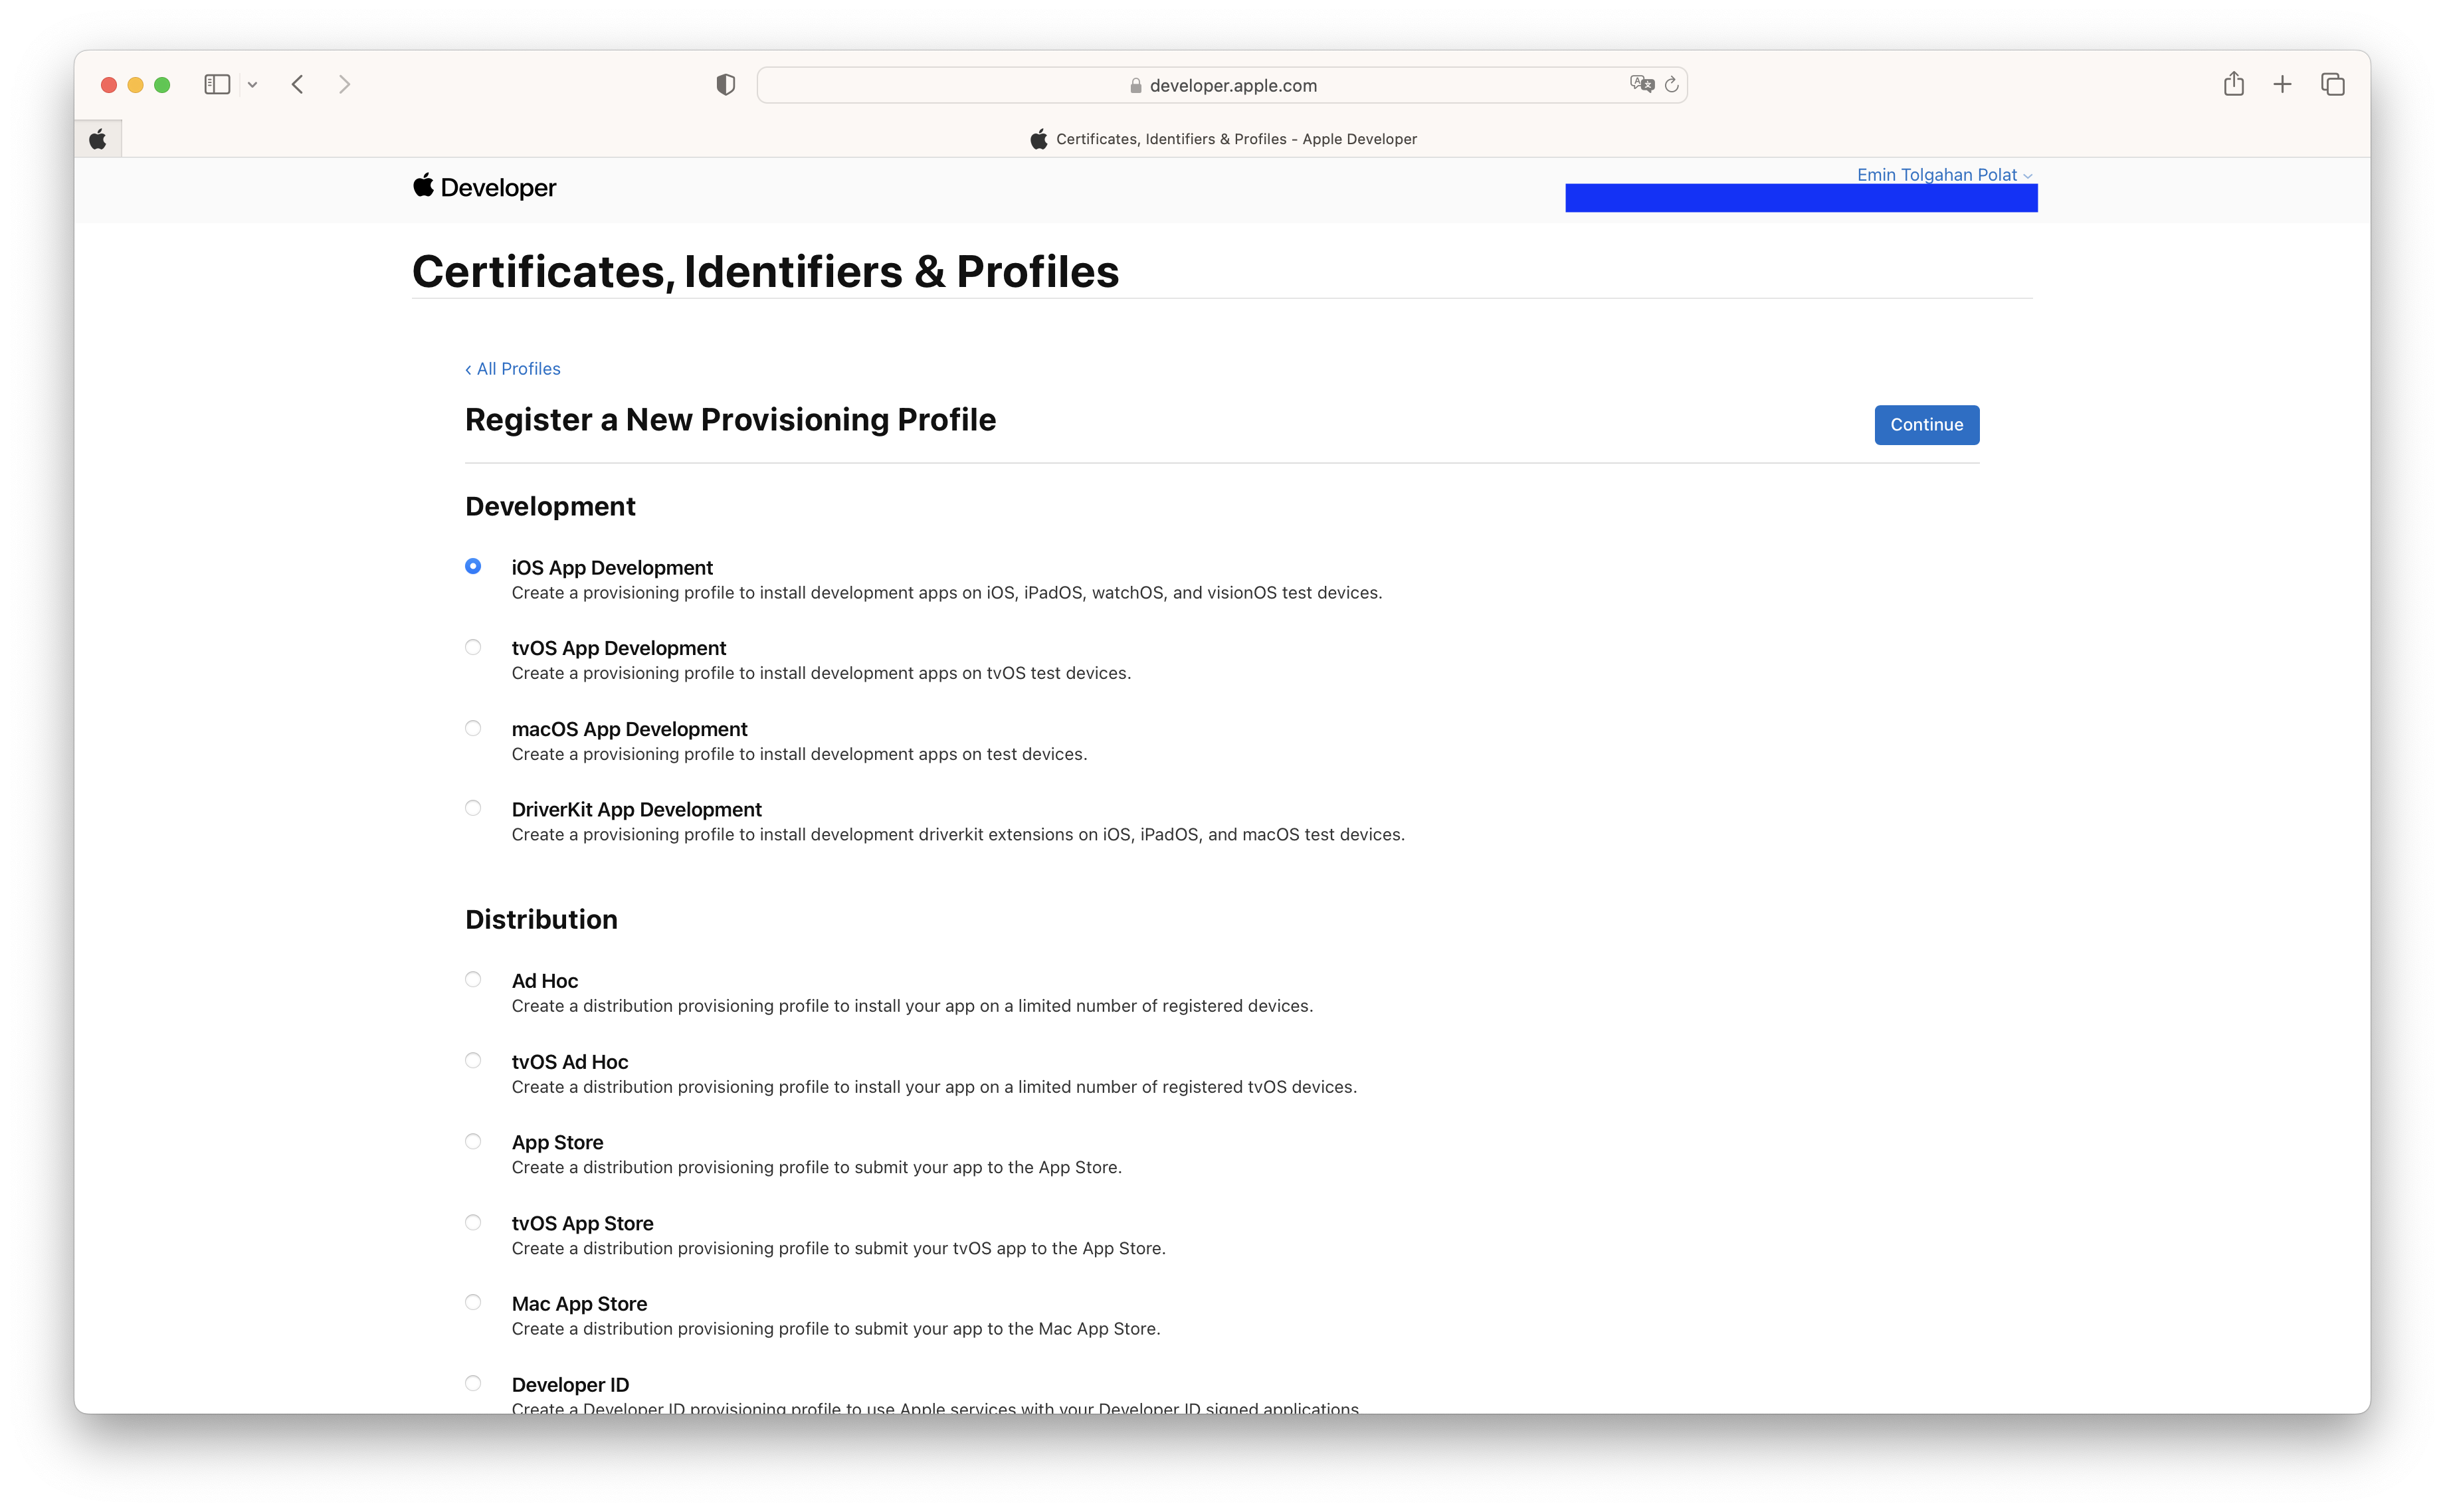 developer.apple.com
Certificates, Identifiers & Profiles - Apple Developer
Developer
Emin Tolgahan Polat
Certificates, Identifiers & Profiles
‹ All Profiles
Register a New Provisioning Profile
Continue
Development
iOS App Development
Create a provisioning profile to install development apps on iOS, iPadOS, watchOS, and visionOS test devices.
tvOS App Development
Create a provisioning profile to install development apps on tvOS test devices.
macOS App Development
Create a provisioning profile to install development apps on test devices.
DriverKit App Development
Create a provisioning profile to install development driverkit extensions on iOS, iPadOS, and macOS test devices.
Distribution
Ad Hoc
Create a distribution provisioning profile to install your app on a limited number of registered devices.
tvOS Ad Hoc
Create a distribution provisioning profile to install your app on a limited number of registered tvOS devices.
App Store
Create a distribution provisioning profile to submit your app to the App Store.
tvOS App Store
Create a distribution provisioning profile to submit your tvOS app to the App Store.
Mac App Store
Create a distribution provisioning profile to submit your app to the Mac App Store.
Developer ID
Create a Developer ID provisioning profile to use Apple services with your Developer ID signed applications